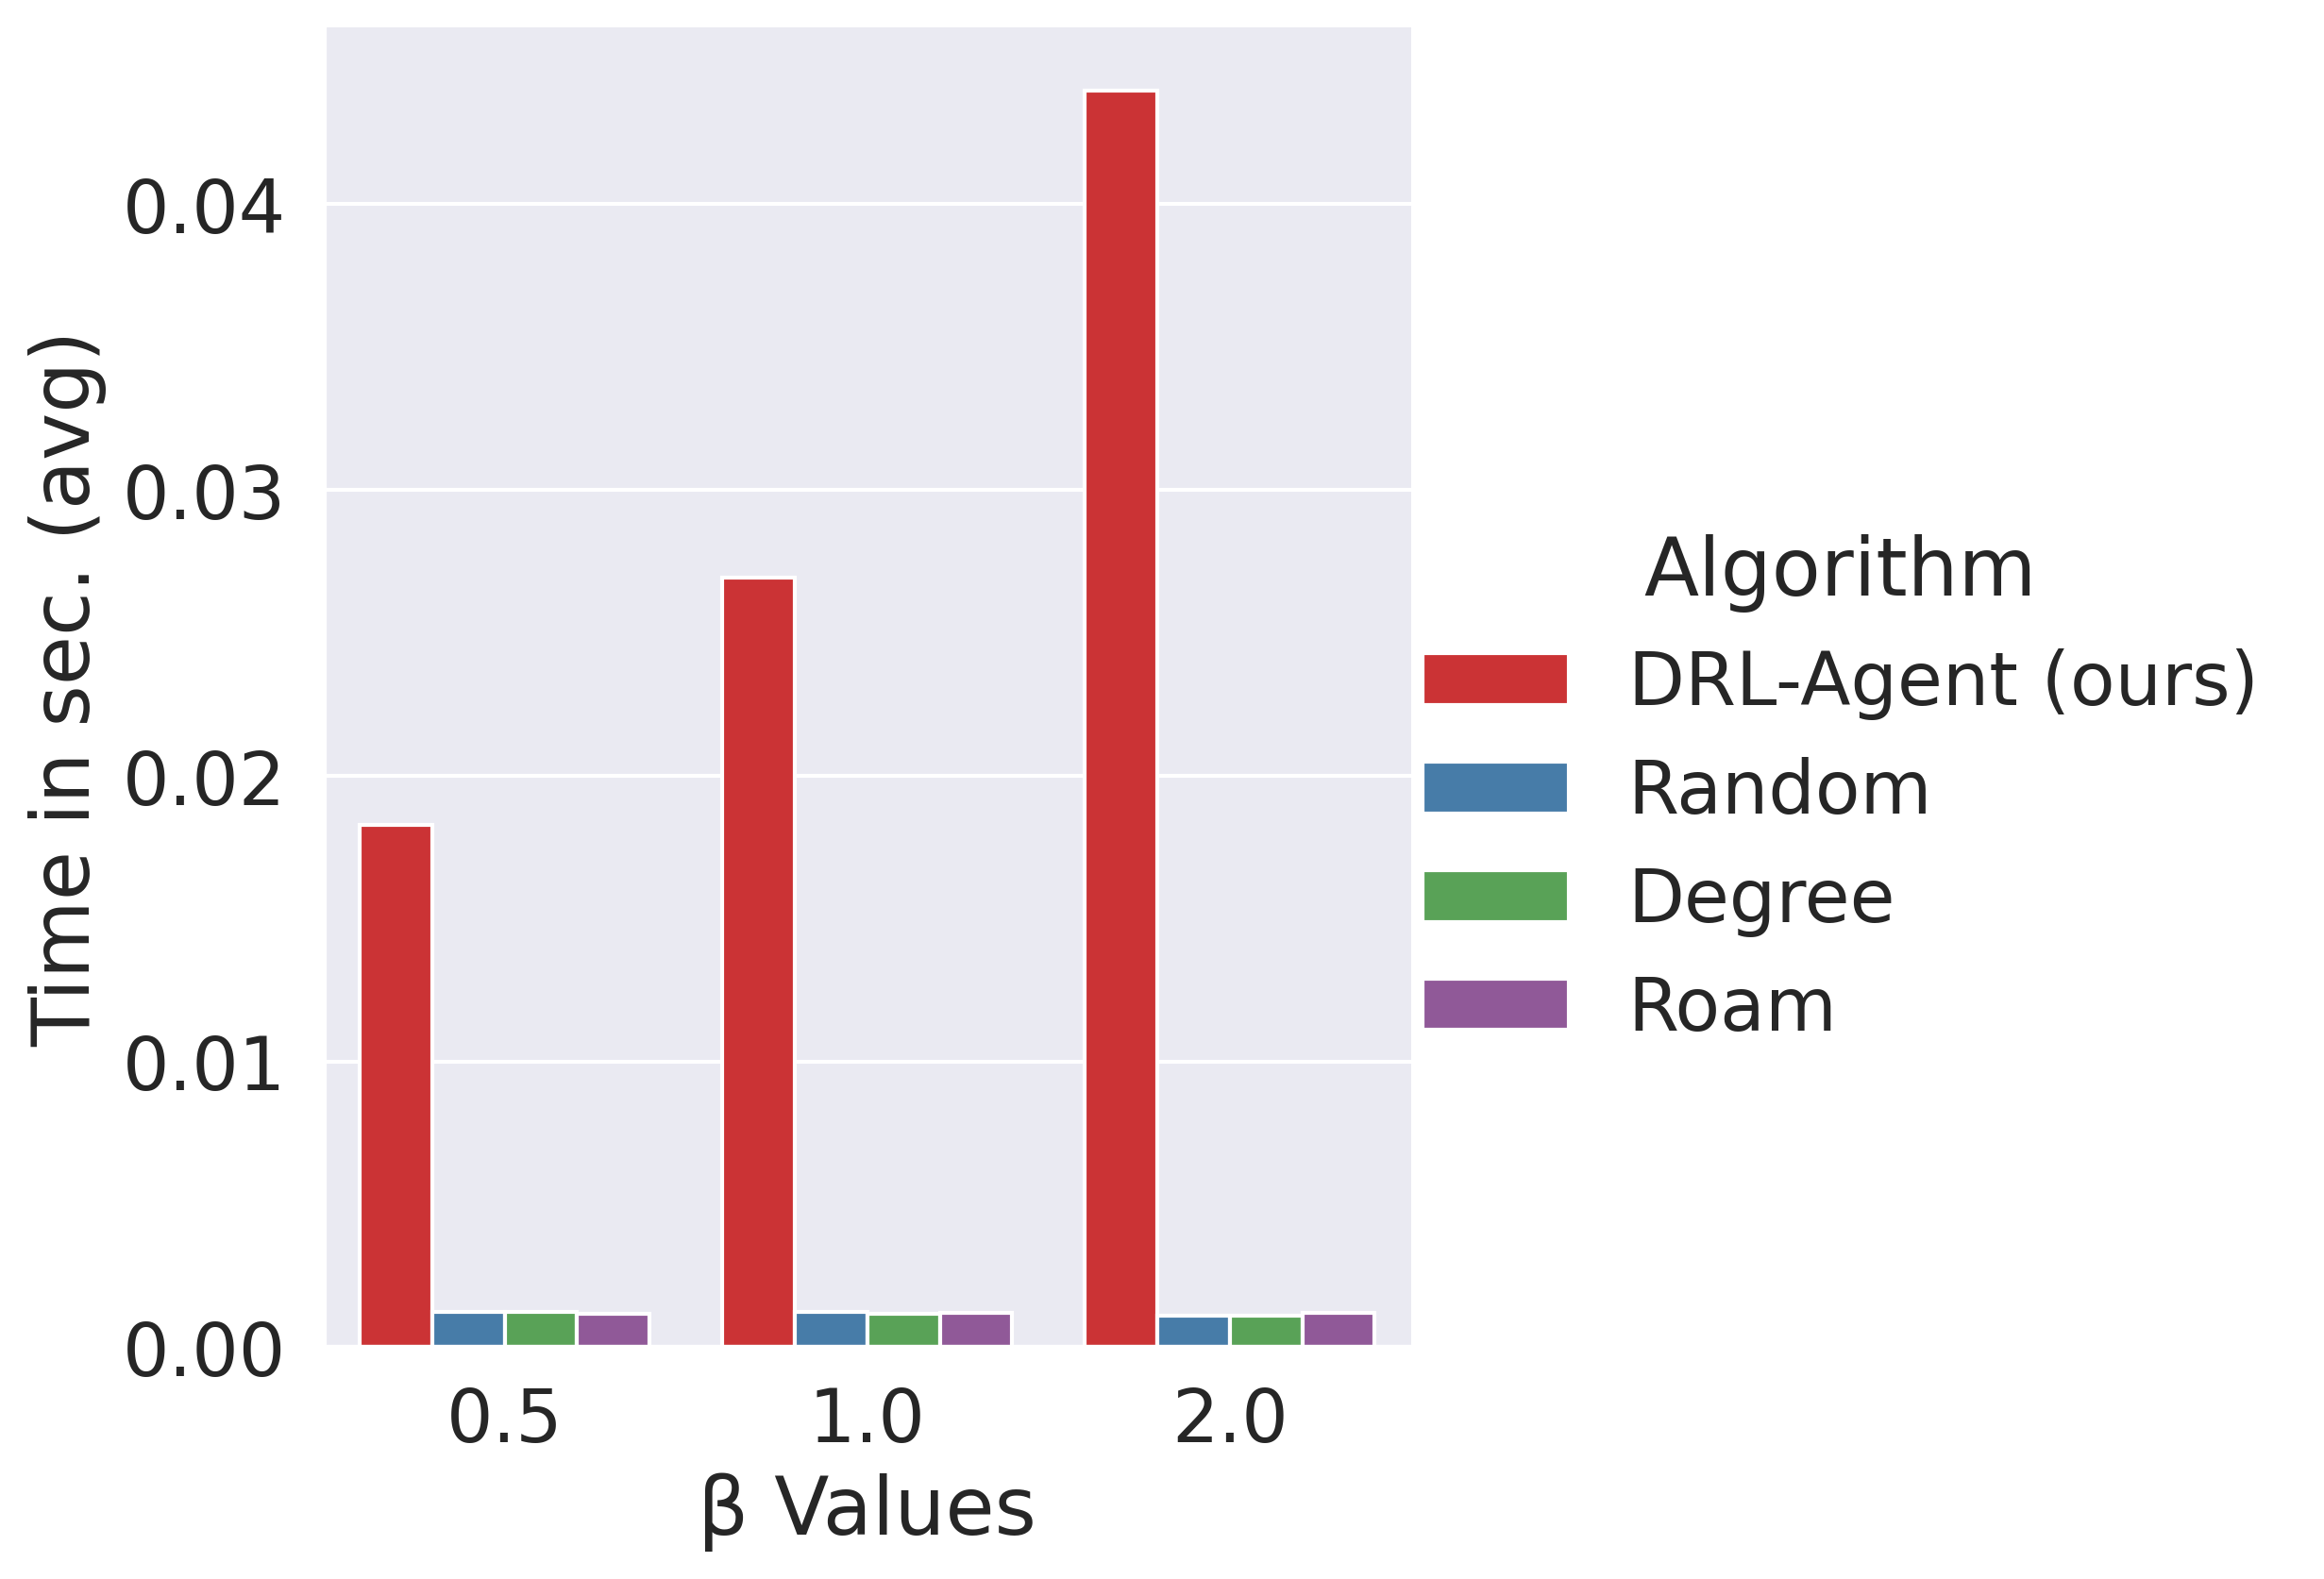 Time in sec. (avg)
0.04
0.03
0.02
0.01
0.00
0.5 1.0 2.0
β Values
Algorithm
DRL-Agent (ours)
Random
Degree
Roam